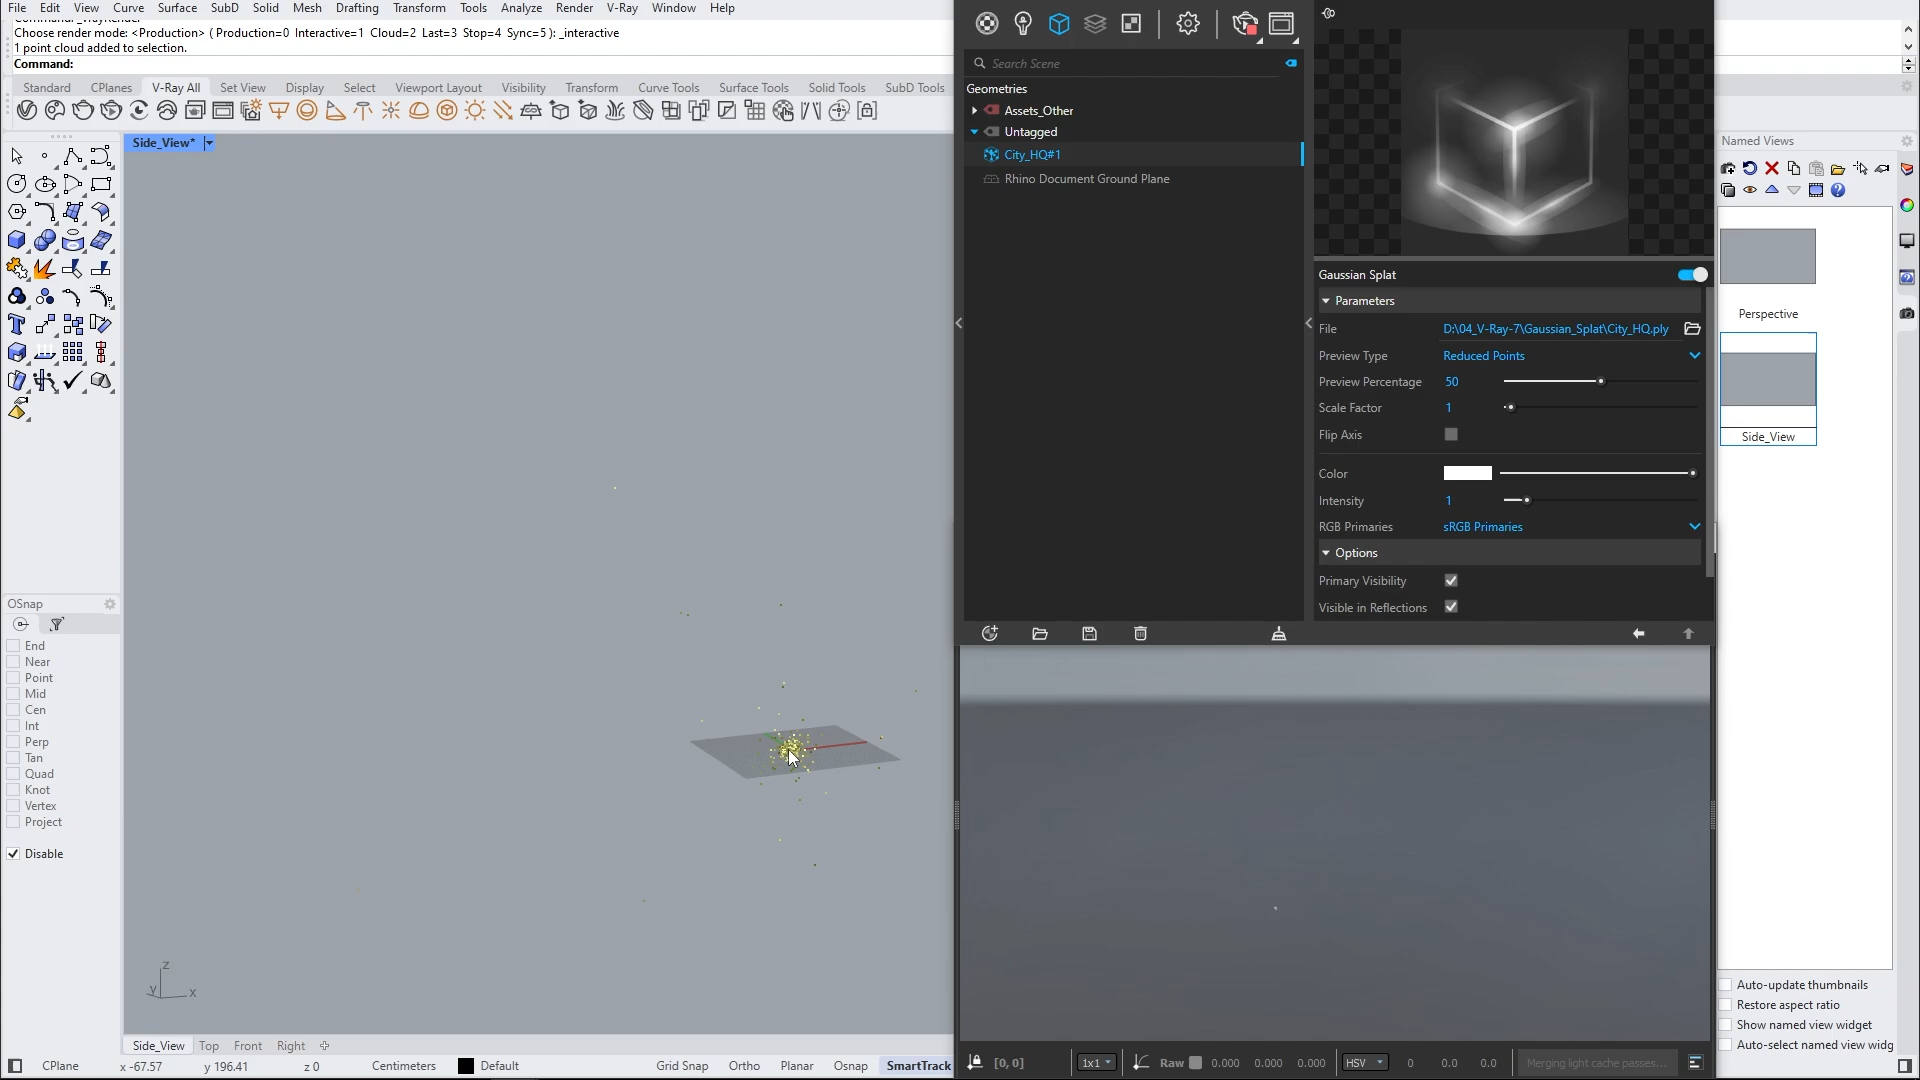 File Edit View Curve Surface SubD Solid Mesh Drafting Transform Tools Analyze Render V-Ray Window Help
Choose render mode: <Production> ( Production=0 Interactive=1 Cloud=2 Last=3 Stop=4 Sync=5 ): _interactive
1 point cloud added to selection.
Command:
Standard CPlanes V-Ray All Set View Display Select Viewport Layout Visibility Transform Curve Tools Surface Tools Solid Tools SubD Tools
Side_View*
OSnap
End
Near
Point
Mid
Cen
Int
Perp
Tan
Quad
Knot
Vertex
Project
Disable
z
y
x
Side_View Top Front Right
CPlane x -67.57 y 196.41 z 0 Centimeters Default Grid Snap Ortho Planar Osnap SmartTrack
Search Scene
Geometries
Assets_Other
Untagged
City_HQ#1
Rhino Document Ground Plane
Gaussian Splat
Parameters
File D:\04_V-Ray-7\Gaussian_Splat\City_HQ.ply
Preview Type Reduced Points
Preview Percentage 50
Scale Factor 1
Flip Axis
Color
Intensity 1
RGB Primaries sRGB Primaries
Options
Primary Visibility
Visible in Reflections
[0, 0] 1x1 Raw 0.000 0.000 0.000 HSV 0 0.0 0.0 Merging light cache passes...
Named Views
Perspective
Side_View
Auto-update thumbnails
Restore aspect ratio
Show named view widget
Auto-select named view widg